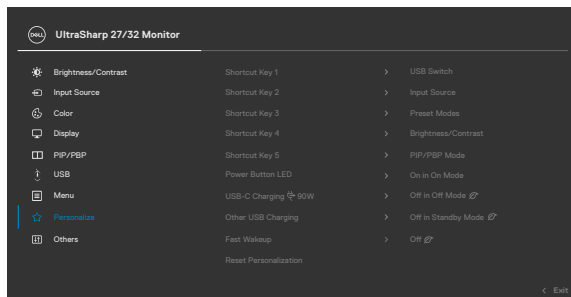 DELL UltraSharp 27/32 Monitor
Brightness/Contrast Shortcut Key 1 > USB Switch
Input Source Shortcut Key 2 > Input Source
Color Shortcut Key 3 > Preset Modes
Display Shortcut Key 4 > Brightness/Contrast
PIP/PBP Shortcut Key 5 > PIP/PBP Mode
USB Power Button LED > On in On Mode
Menu USB-C Charging 90W > Off in Off Mode
Personalize Other USB Charging > Off in Standby Mode
Others Fast Wakeup > Off
Reset Personalization
< Exit